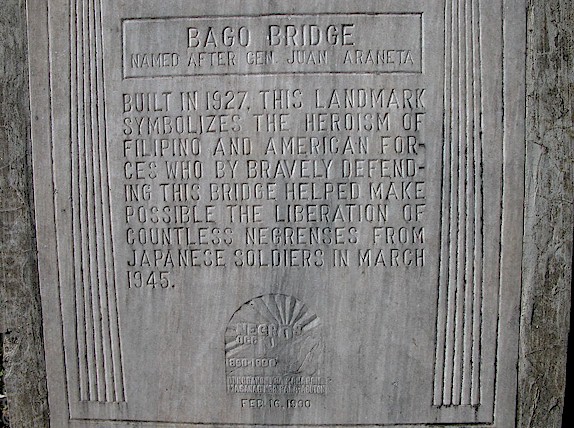 BAGO BRIDGE
NAMED AFTER GEN. JUAN ARANETA
BUILT IN 1927, THIS LANDMARK
SYMBOLIZES THE HEROISM OF
FILIPINO AND AMERICAN FOR-
CES WHO BY BRAVELY DEFEND-
ING THIS BRIDGE HELPED MAKE
POSSIBLE THE LIBERATION OF
COUNTLESS NEGRENSES FROM
JAPANESE SOLDIERS IN MARCH
1945.
NEGROS
OCC
1890-1990
FEB. 16, 1990